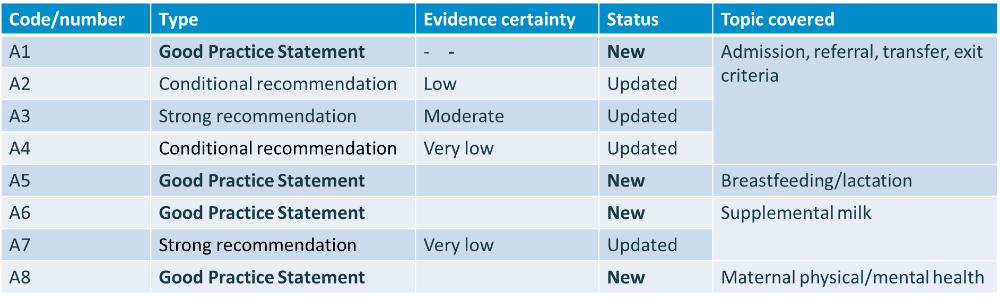 Code/number Type Evidence certainty Status Topic covered
A1 Good Practice Statement - - New Admission, referral, transfer, exit
criteria
A2 Conditional recommendation Low Updated
A3 Strong recommendation Moderate Updated
A4 Conditional recommendation Very low Updated
A5 Good Practice Statement New Breastfeeding/lactation
A6 Good Practice Statement New Supplemental milk
A7 Strong recommendation Very low Updated
A8 Good Practice Statement New Maternal physical/mental health